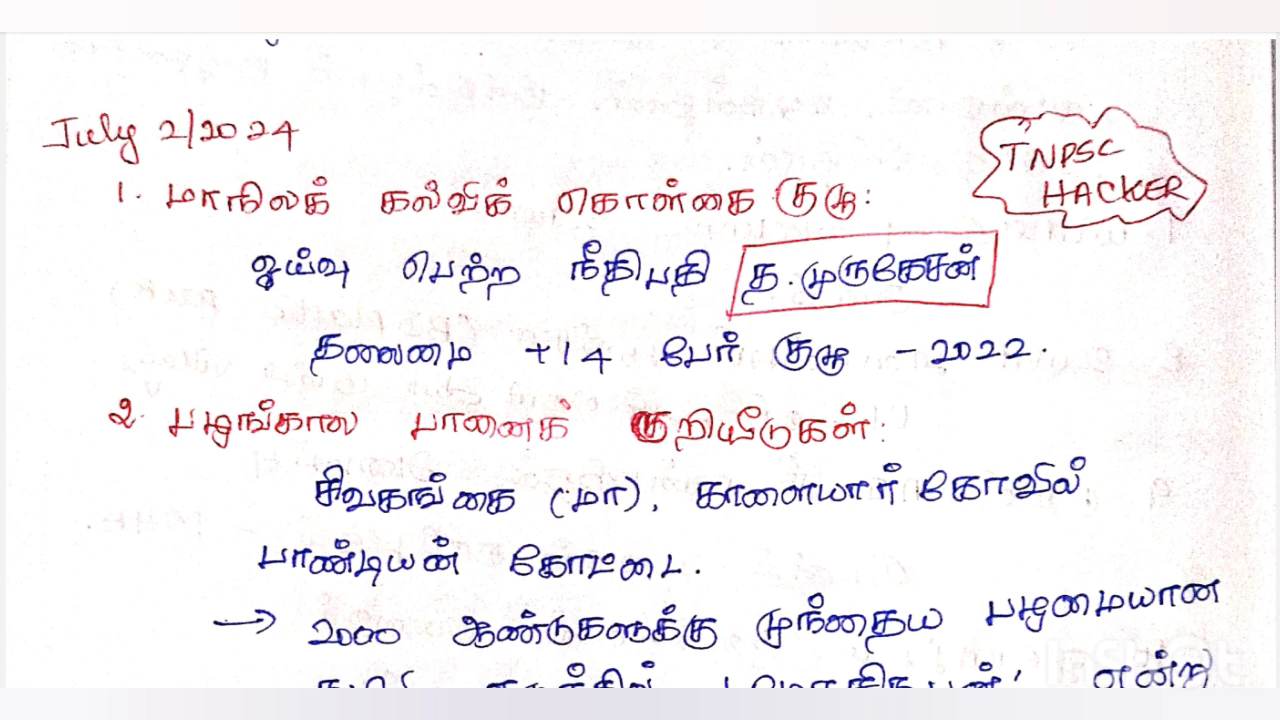 July 2/2024
TNPSC
HACKER
1. மாநிலக் கல்விக் கொள்கை குழு:
ஓய்வு பெற்ற நீதிபதி த.முருகேசன்
தலைமை +14 பேர் குழு - 2022.
2. பழங்கால பானைக் குறியீடுகள்:
சிவகங்கை (மா), காளையார் கோவில்
பாண்டியன் கோட்டை.
→ 2000 ஆண்டுகளுக்கு முந்தைய பழமையான
என்ற